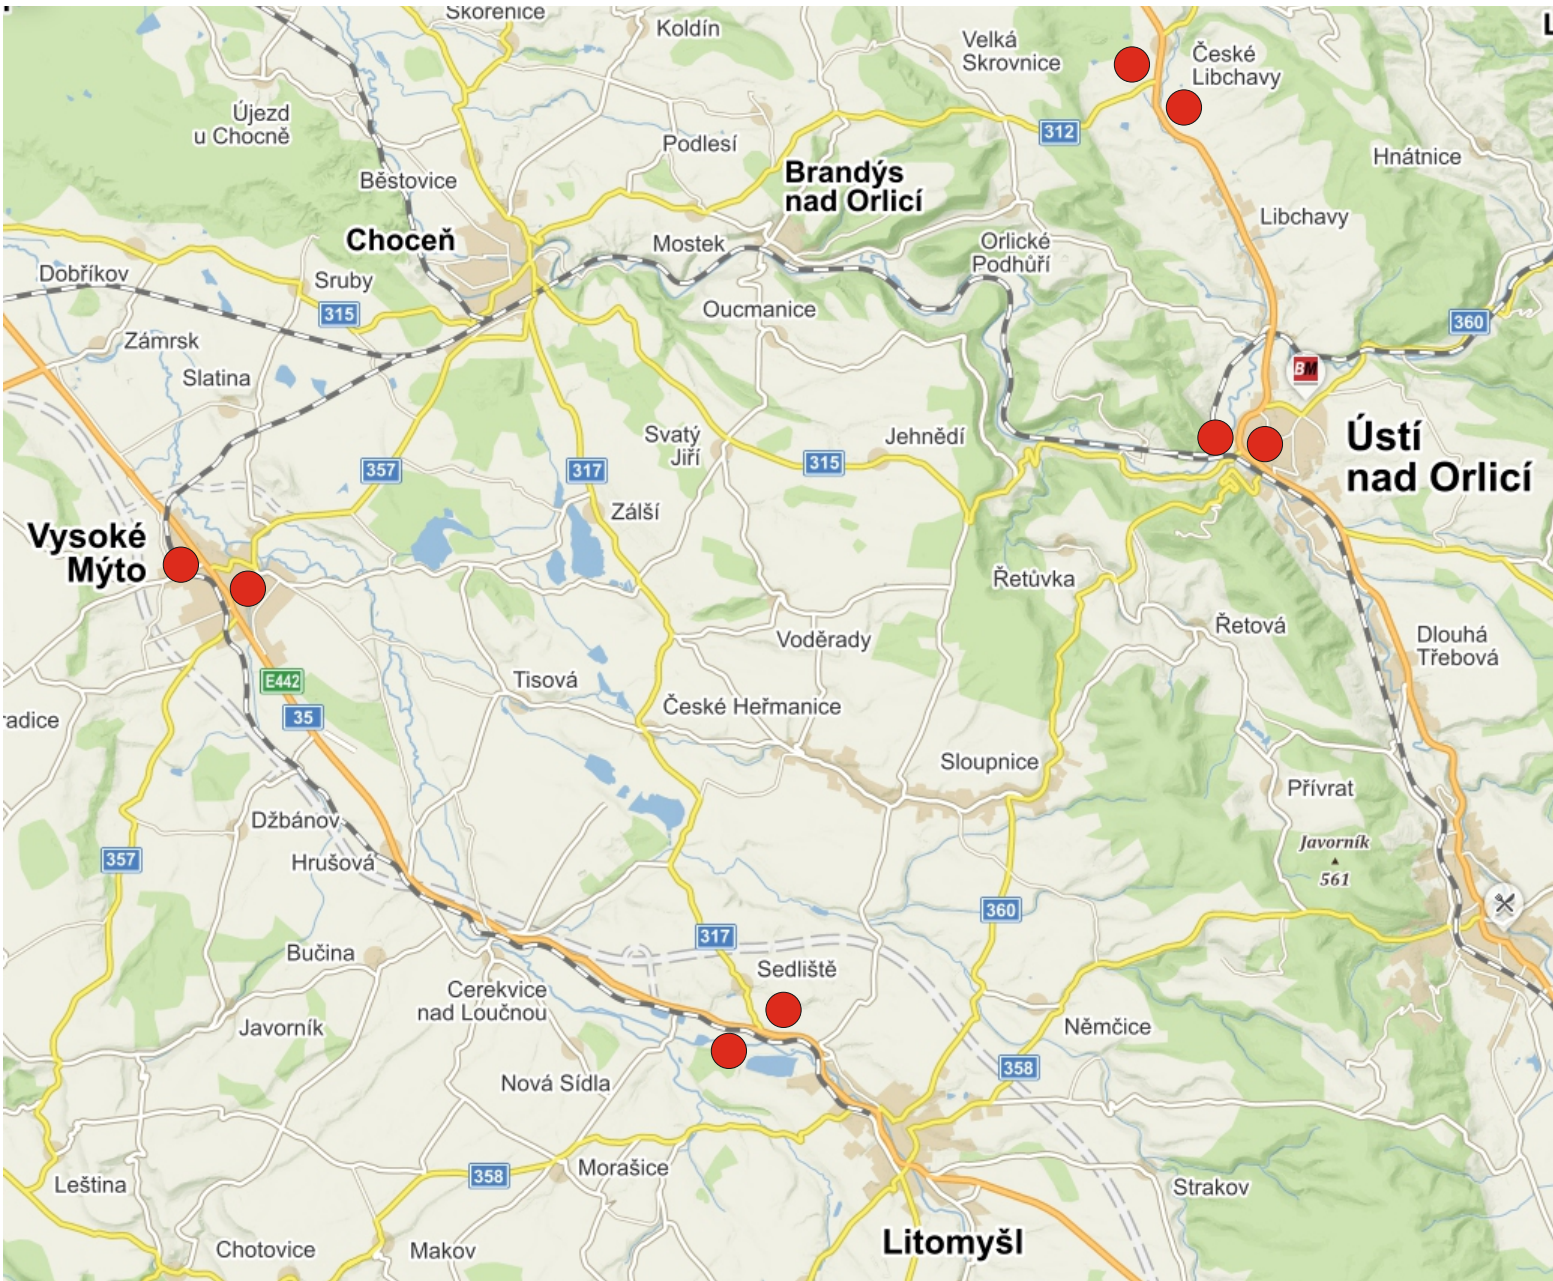 Skořenice
Koldín
Velká
Skrovnice
České
Libchavy
L
Újezd
u Chocně
312
Podlesí
Hnátnice
Běstovice
Brandýs
nad Orlicí
Libchavy
Choceň
Mostek
Orlické
Podhůří
Dobříkov
Sruby
315
Oucmanice
360
Zámrsk
Slatina
BM
Svatý
Jiří
Jehnědí
Ústí
nad Orlicí
357
317
315
Zálší
Vysoké
Mýto
Řetůvka
Voděrady
Řetová
Dlouhá
Třebová
E442
Tisová
35
České Heřmanice
radice
Sloupnice
Přívrat
Džbánov
Javorník
561
357
Hrušová
360
317
Bučina
Sedliště
Cerekvice
nad Loučnou
Javorník
Němčice
358
Nová Sídla
358
Morašice
Leština
Strakov
Litomyšl
Chotovice
Makov